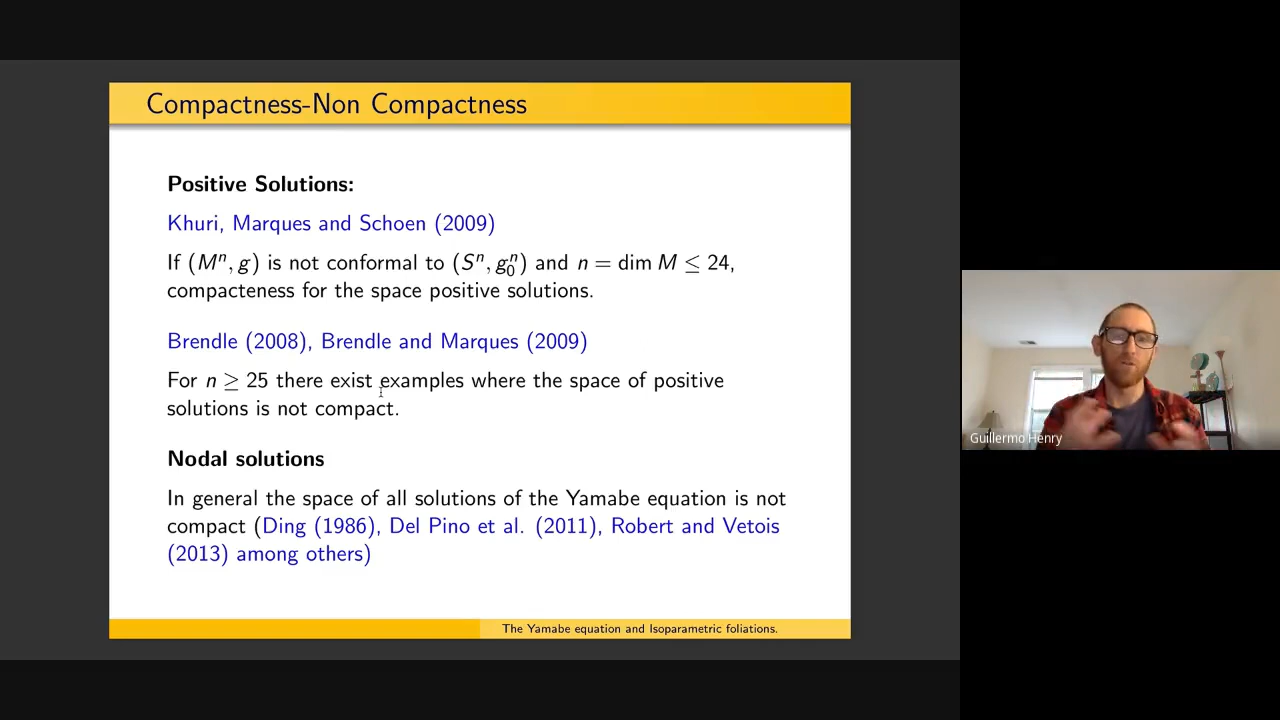 Compactness-Non Compactness
Positive Solutions:
Khuri, Marques and Schoen (2009)
If (Mⁿ, g) is not conformal to (Sⁿ, g₀ⁿ) and n = dim M ≤ 24,
compacteness for the space positive solutions.
Brendle (2008), Brendle and Marques (2009)
For n ≥ 25 there exist examples where the space of positive
solutions is not compact.
Nodal solutions
In general the space of all solutions of the Yamabe equation is not
compact (Ding (1986), Del Pino et al. (2011), Robert and Vetois
(2013) among others)
The Yamabe equation and Isoparametric foliations.
Guillermo Henry